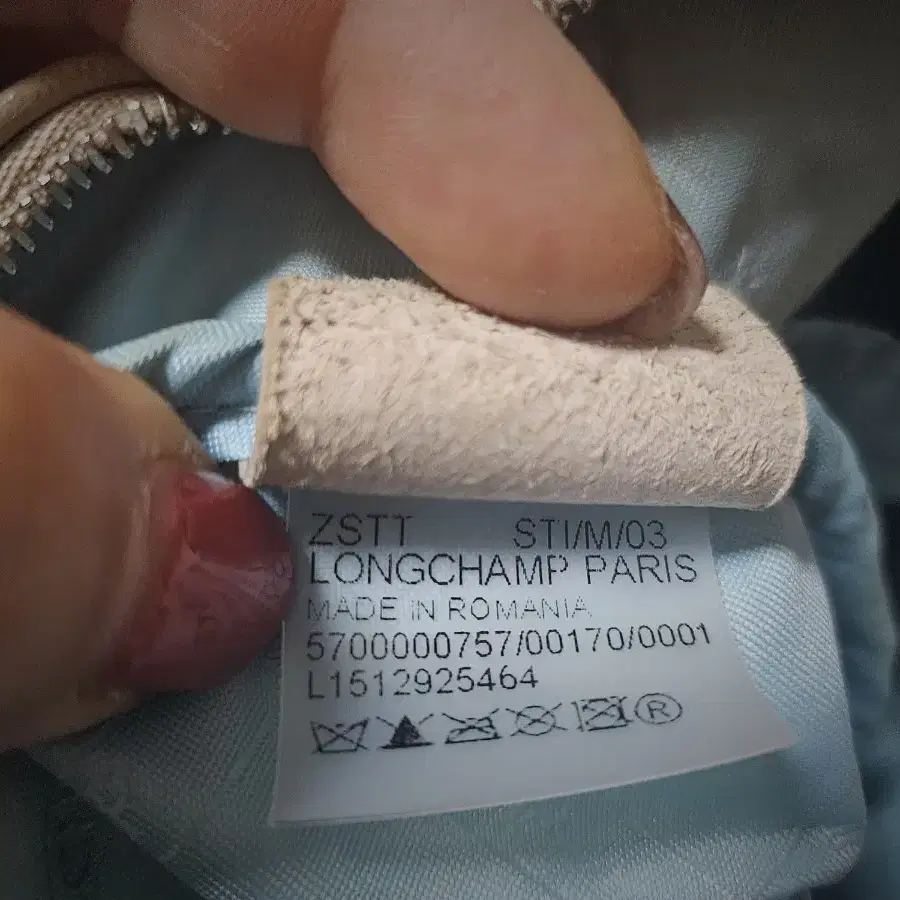 ZSTT STI/M/03
LONGCHAMP PARIS
MADE IN ROMANIA
5700000757/00170/0001
L1512925464
®